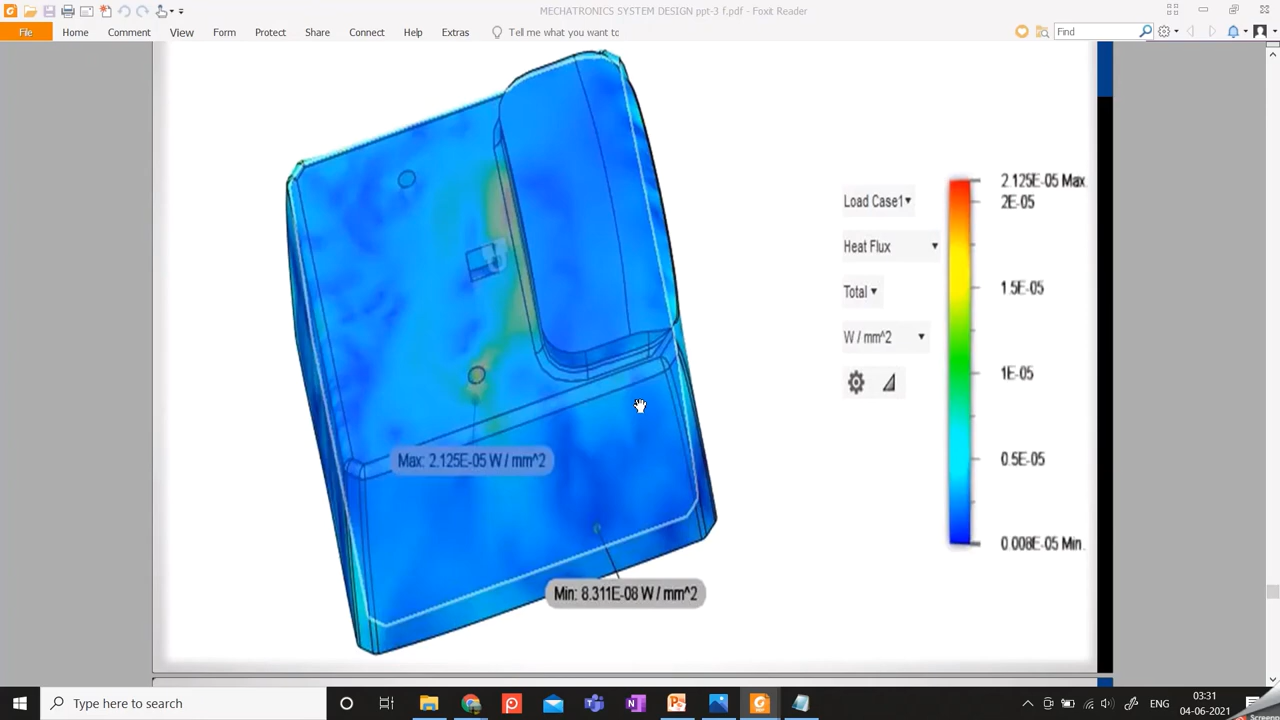 MECHATRONICS SYSTEM DESIGN ppt-3 f.pdf - Foxit Reader
File Home Comment View Form Protect Share Connect Help Extras Tell me what you want to Find
2.125E-05 Max.
Load Case1 2E-05
Heat Flux
Total 1.5E-05
W / mm^2
1E-05
Max: 2.125E-05 W / mm^2 0.5E-05
0.008E-05 Min.
Min: 8.311E-08 W / mm^2
Type here to search
ENG
03:31
04-06-2021